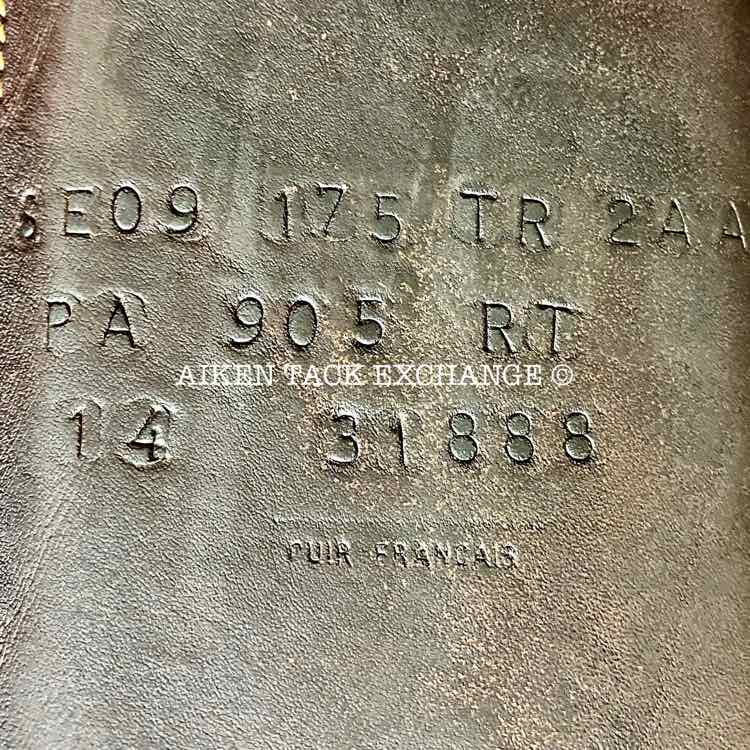 SE09 175 TR 2AA
PA 905 RT
AIKEN TACK EXCHANGE ©
14 31888
CUIR FRANCAIS